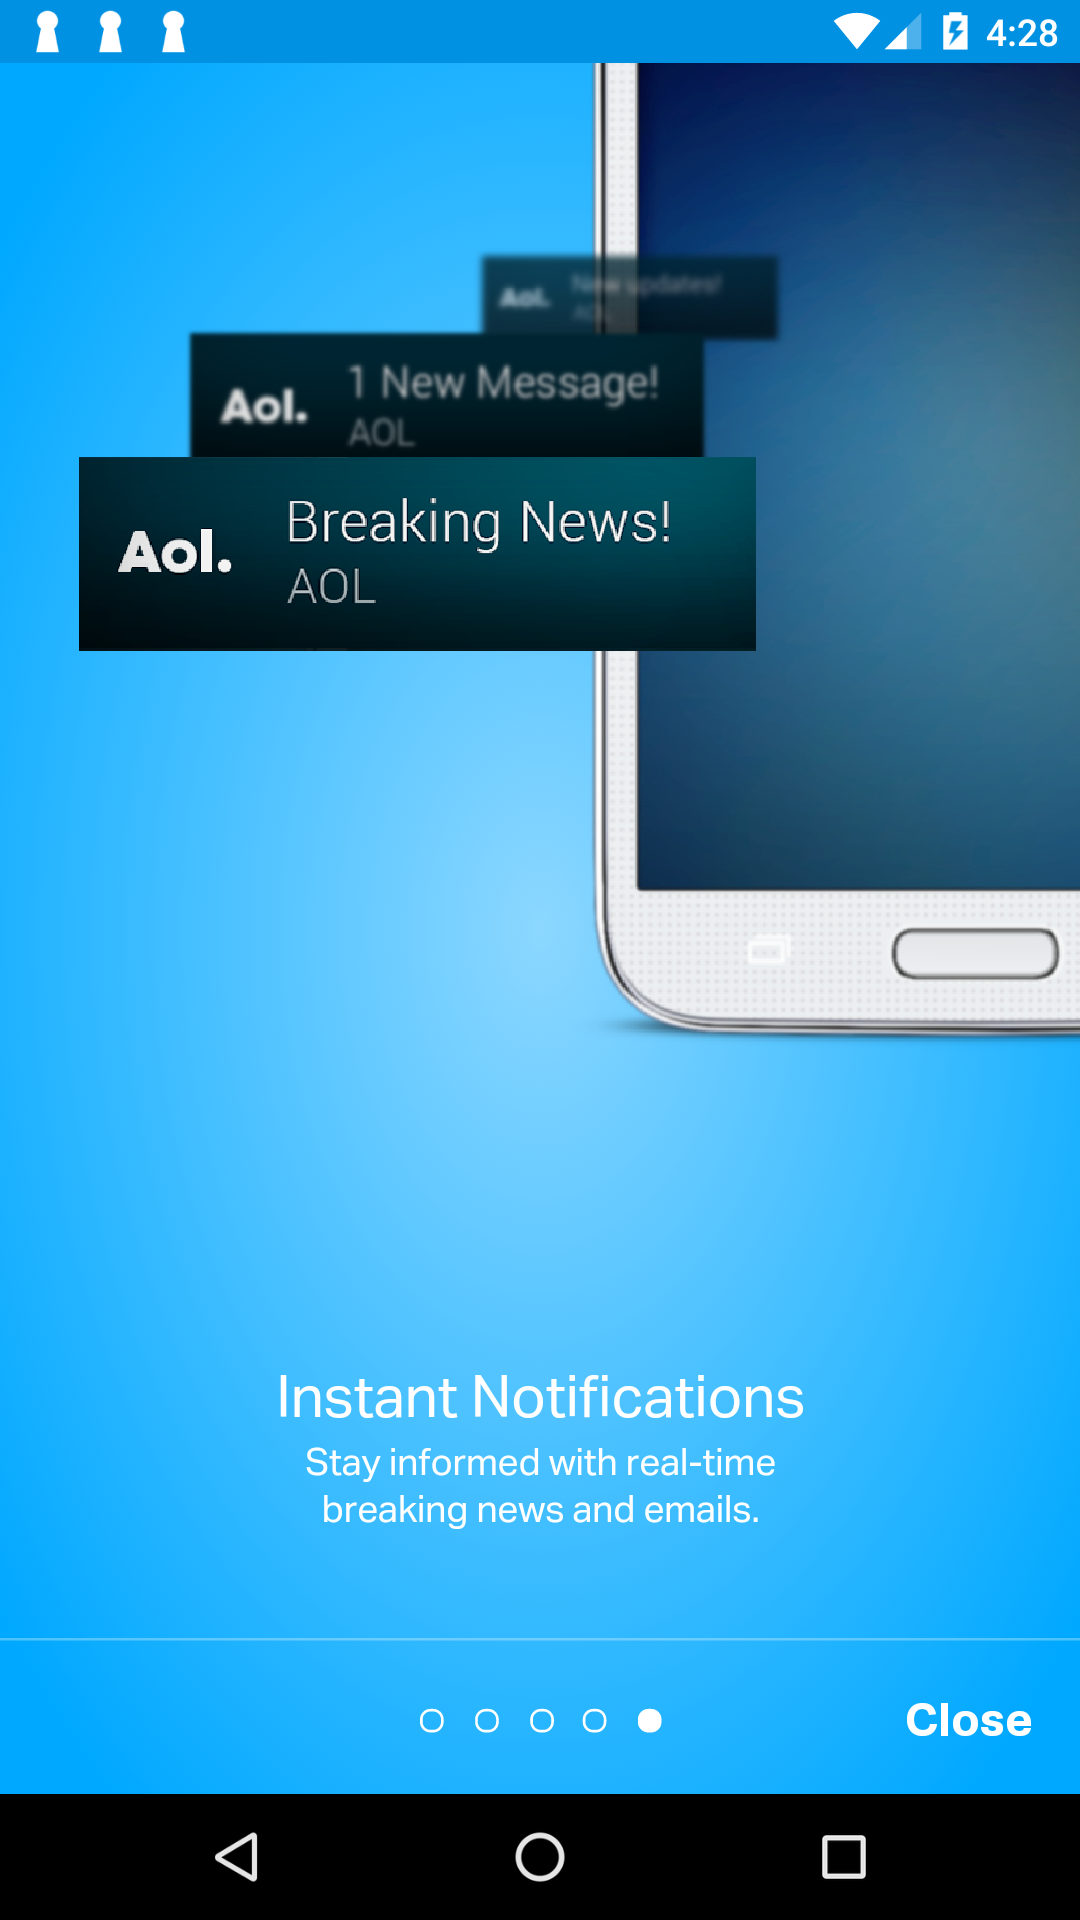 4:28
Aol.
New updates!
AOL
Aol.
1 New Message!
AOL
Aol.
Breaking News!
AOL
Instant Notifications
Stay informed with real-time
breaking news and emails.
Close